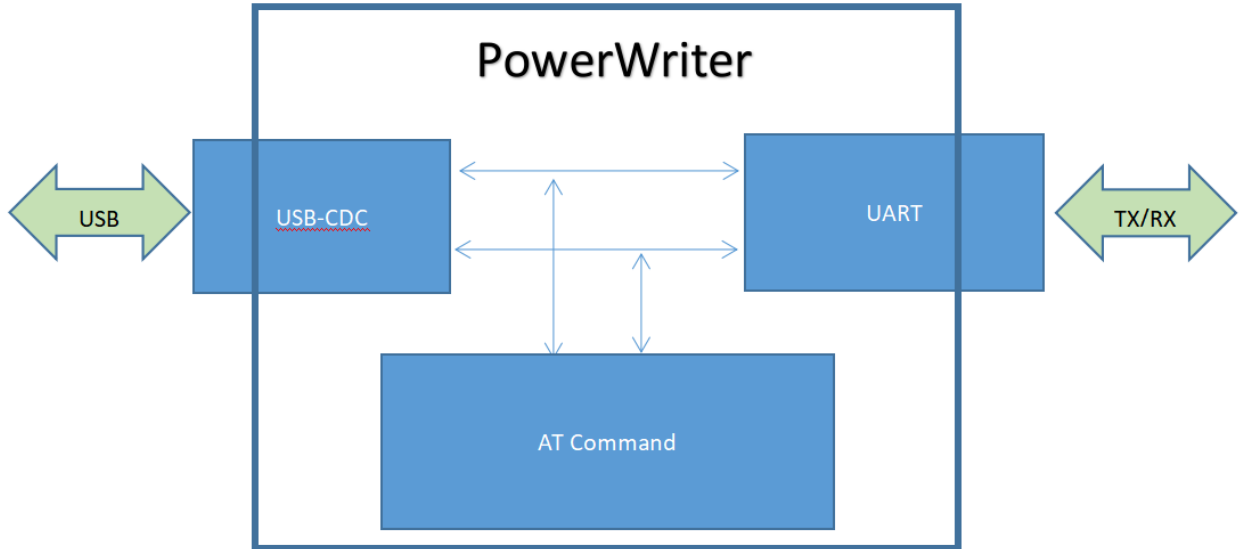 PowerWriter
USB
USB-CDC
UART
TX/RX
AT Command